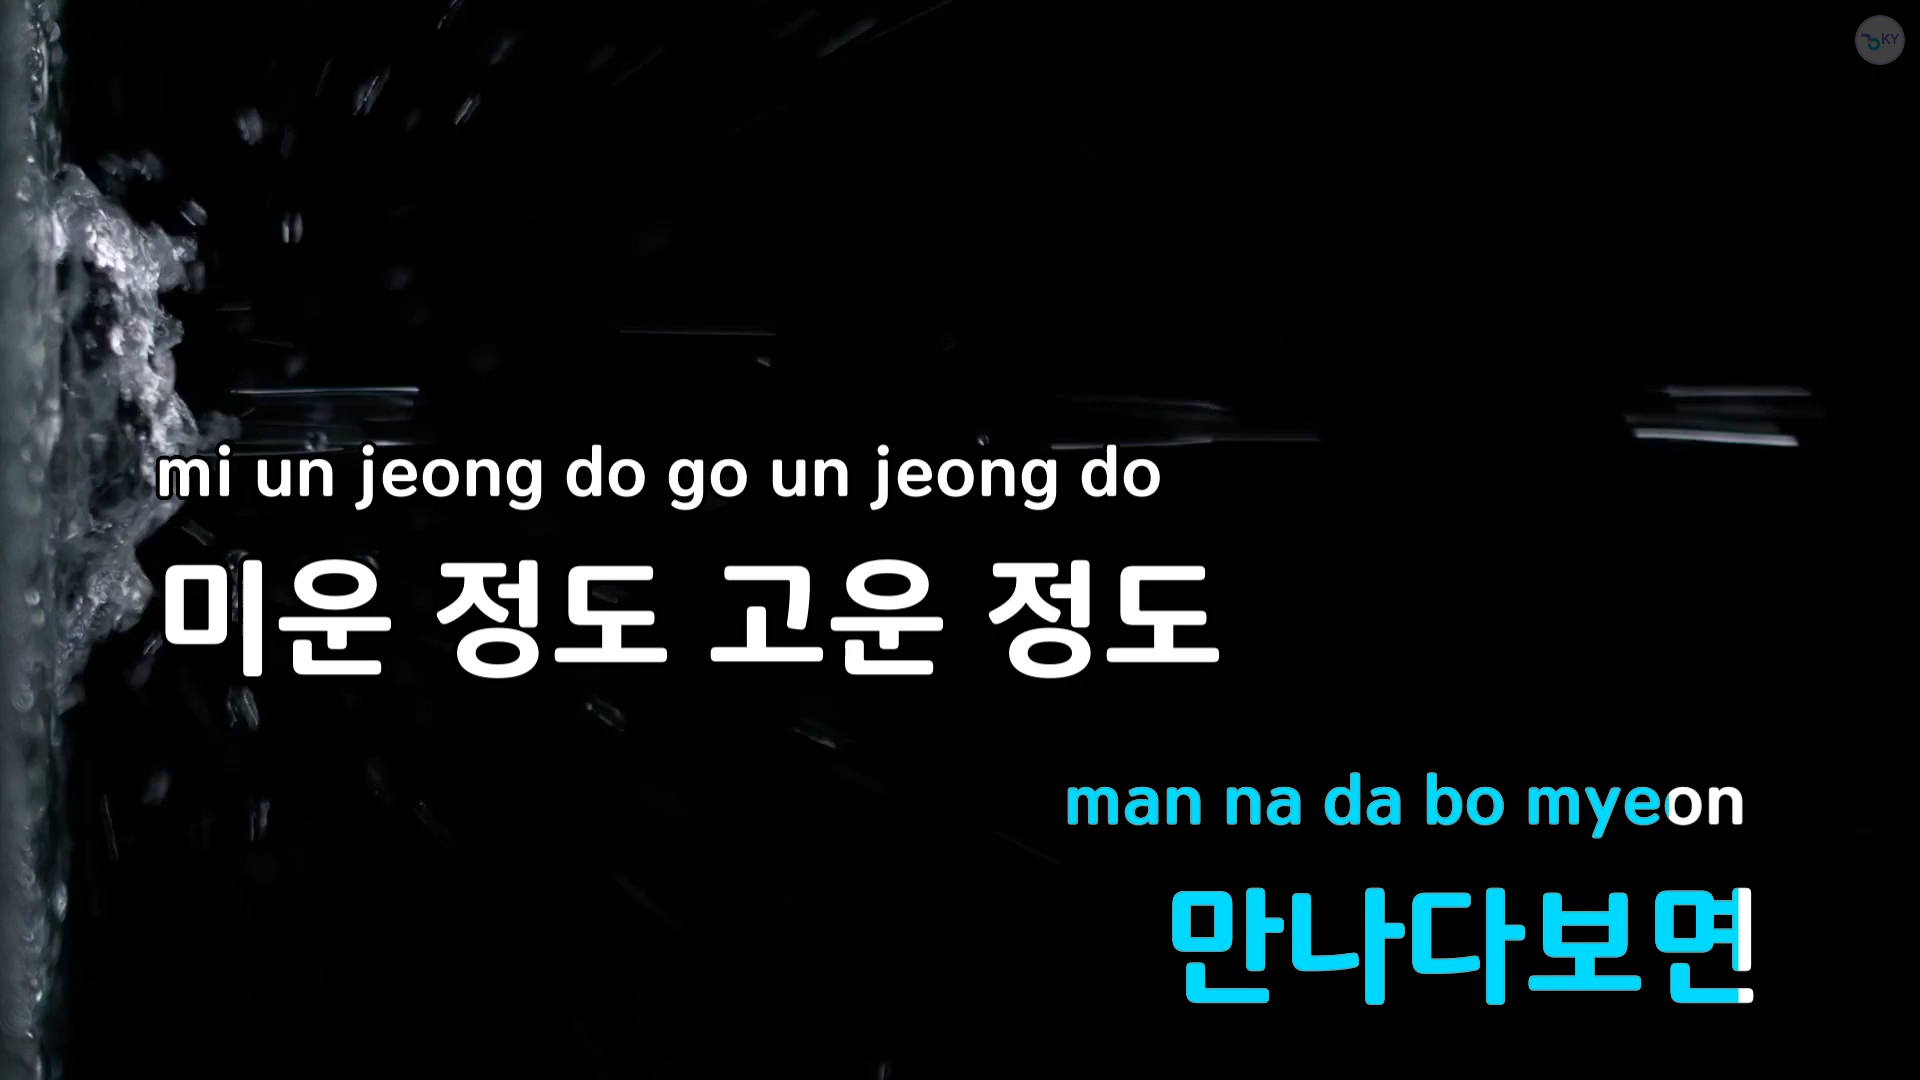 KY
mi un jeong do go un jeong do
미운 정도 고운 정도
man na da bo myeon
만나다보면